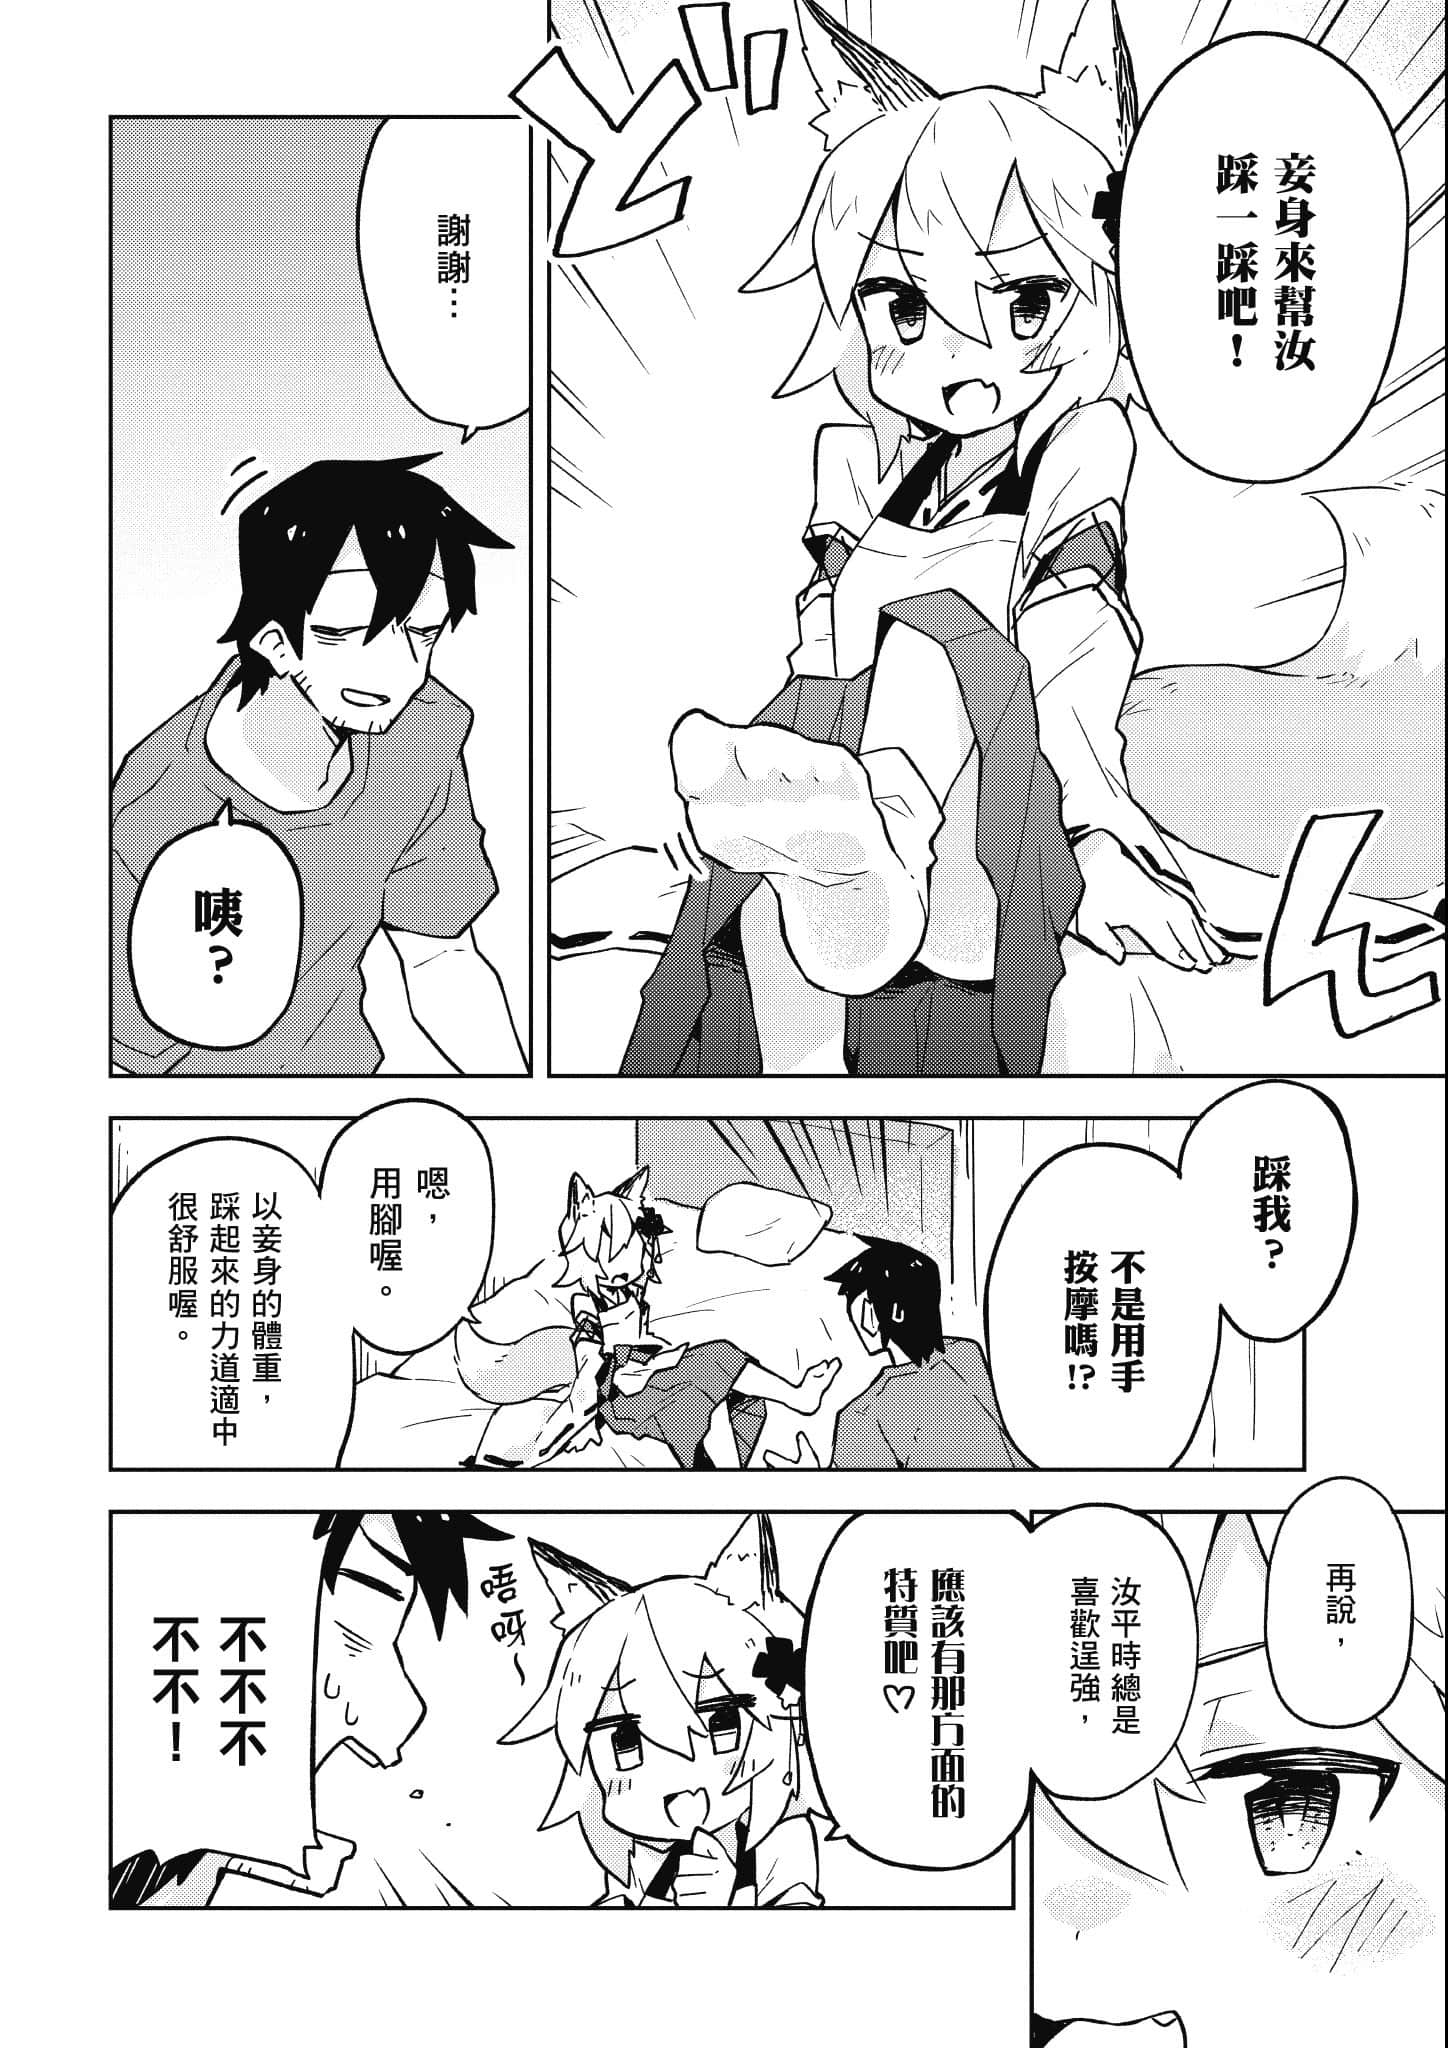 妾身來幫汝
踩一踩吧！
謝謝…
咦？
踩我？
不是用手
按摩嗎!?
嗯，
用腳喔。
以妾身的體重，
踩起來的力道適中
很舒服喔。
再說，
汝平時總是
喜歡逞強，
應該有那方面的
特質吧♡
唔呀～
不不不
不不！